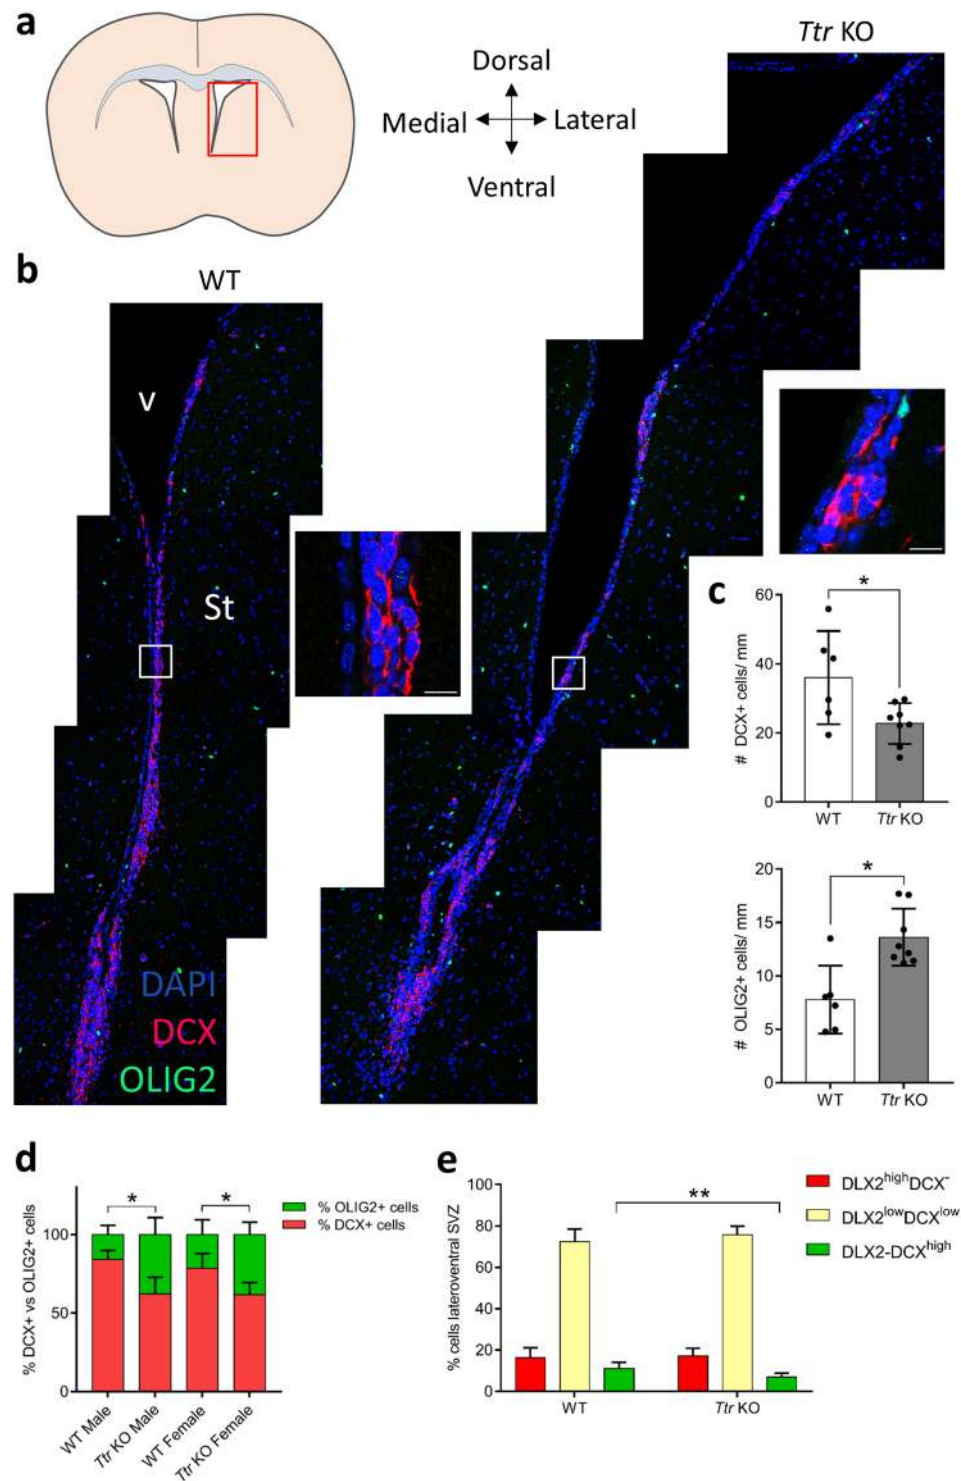 a
Ttr KO
Dorsal
Medial
Lateral
Ventral
b
WT
v
St
DAPI
DCX
OLIG2
c
*
60
40
20
0
# DCX+ cells/ mm
WT
Ttr KO
*
20
15
10
5
0
# OLIG2+ cells/ mm
WT
Ttr KO
d
% DCX+ vs OLIG2+ cells
100
50
0
*
*
% OLIG2+ cells
% DCX+ cells
WT Male
Ttr KO Male
WT Female
Ttr KO Female
e
% cells lateroventral SVZ
100
80
60
40
20
0
**
WT
Ttr KO
DLX2highDCX-
DLX2lowDCXlow
DLX2-DCXhigh